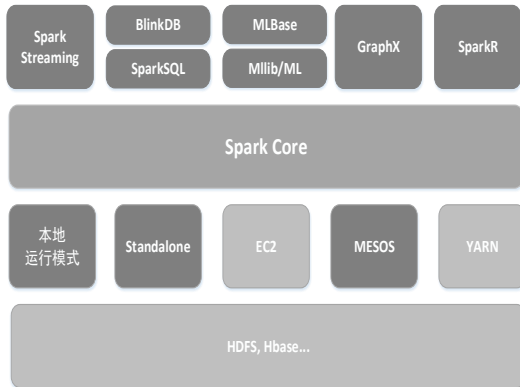 Spark
Streaming
BlinkDB
SparkSQL
MLBase
Mllib/ML
GraphX
SparkR
Spark Core
本地
运行模式
Standalone
EC2
MESOS
YARN
HDFS, Hbase...